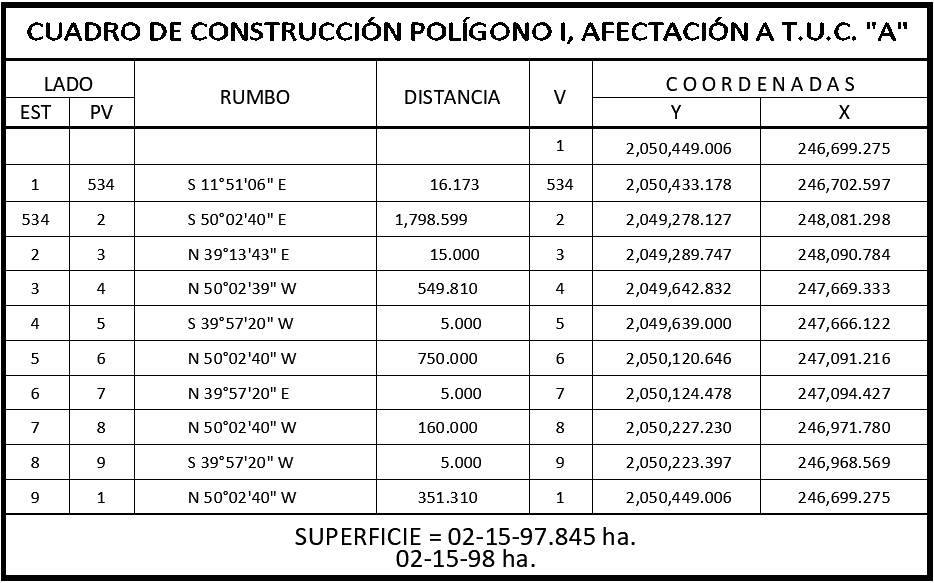 CUADRO DE CONSTRUCCIÓN POLÍGONO I, AFECTACIÓN A T.U.C. "A"
LADO RUMBO DISTANCIA V C O O R D E N A D A S
EST PV Y X
1 2,050,449.006 246,699.275
1 534 S 11°51'06" E 16.173 534 2,050,433.178 246,702.597
534 2 S 50°02'40" E 1,798.599 2 2,049,278.127 248,081.298
2 3 N 39°13'43" E 15.000 3 2,049,289.747 248,090.784
3 4 N 50°02'39" W 549.810 4 2,049,642.832 247,669.333
4 5 S 39°57'20" W 5.000 5 2,049,639.000 247,666.122
5 6 N 50°02'40" W 750.000 6 2,050,120.646 247,091.216
6 7 N 39°57'20" E 5.000 7 2,050,124.478 247,094.427
7 8 N 50°02'40" W 160.000 8 2,050,227.230 246,971.780
8 9 S 39°57'20" W 5.000 9 2,050,223.397 246,968.569
9 1 N 50°02'40" W 351.310 1 2,050,449.006 246,699.275
SUPERFICIE = 02-15-97.845 ha.
02-15-98 ha.